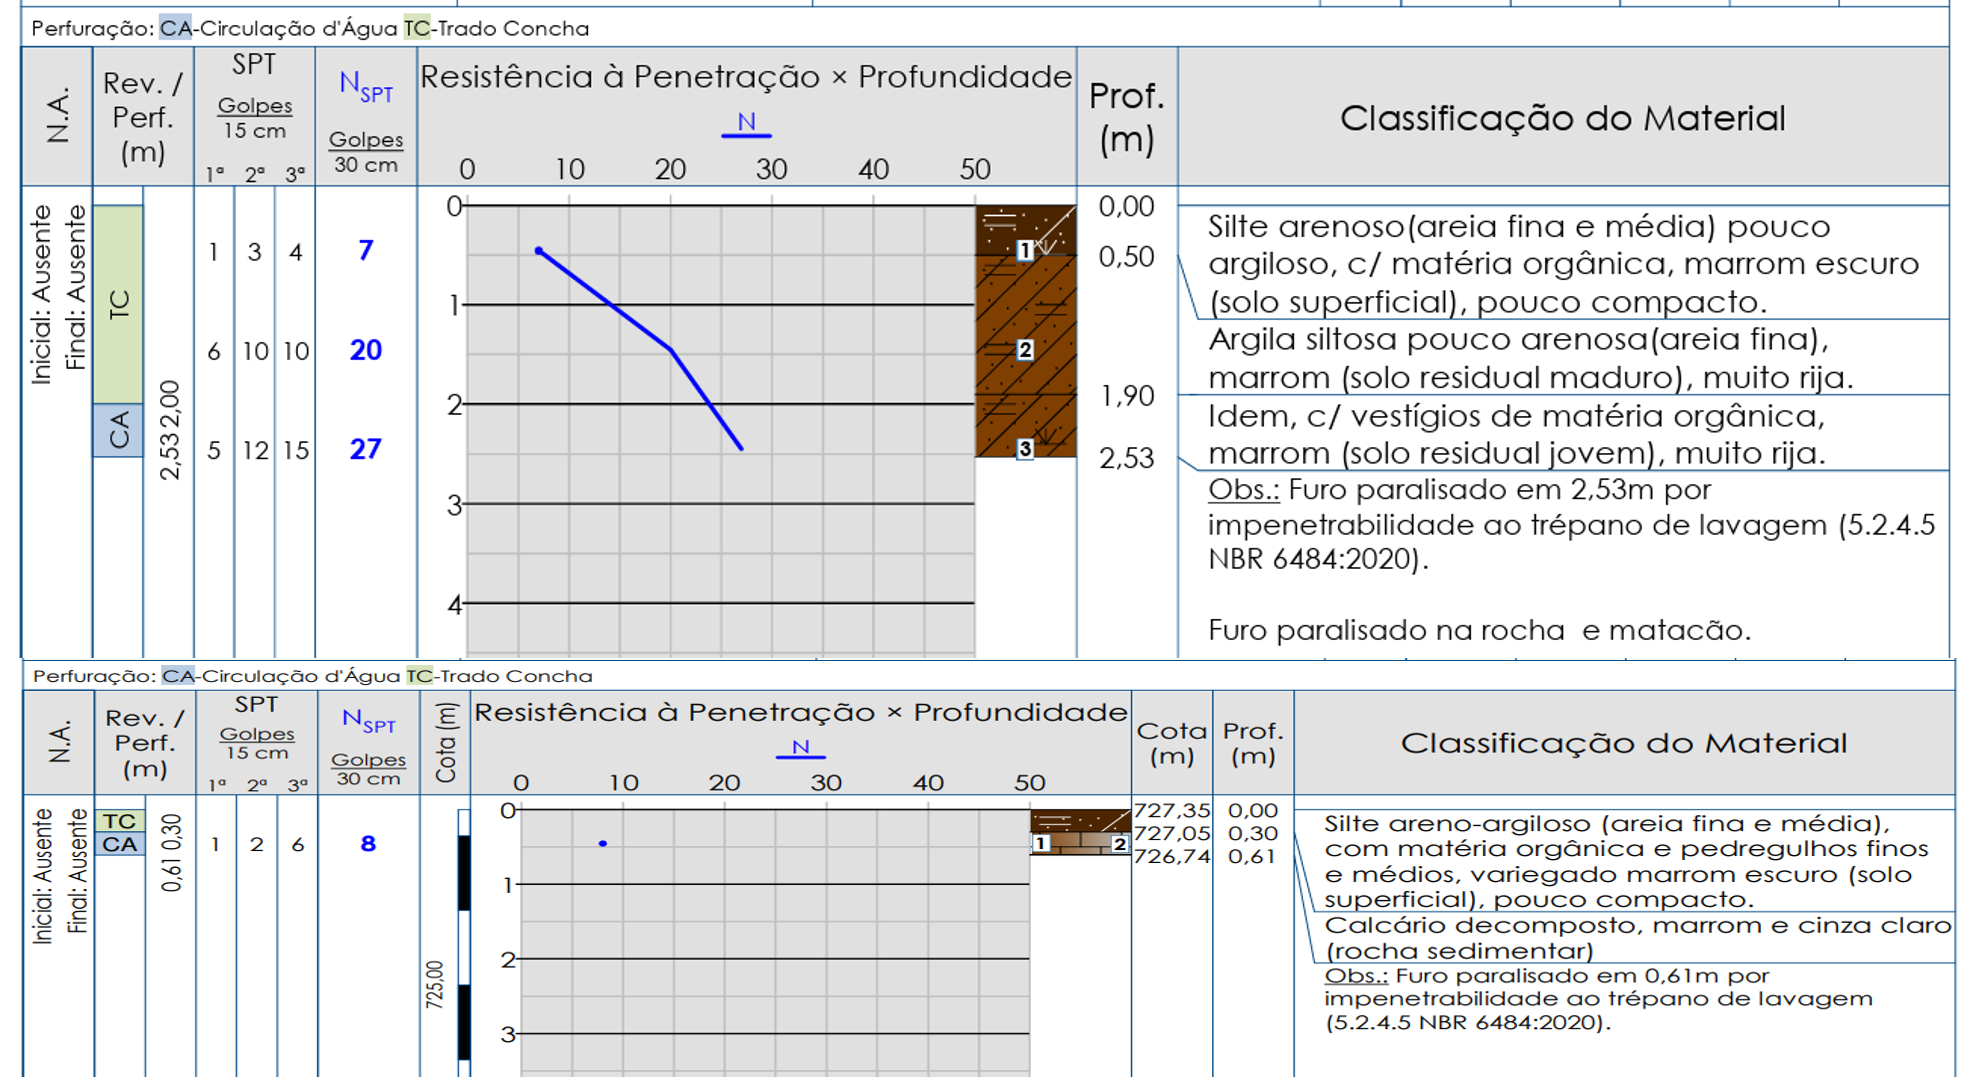 Perfuração: CA-Circulação d'Água TC-Trado Concha
N.A.
Rev. /
Perf.
(m)
SPT
Golpes
15 cm
1ª 2ª 3ª
NSPT
Golpes
30 cm
Resistência à Penetração × Profundidade
N
0 10 20 30 40 50
Prof.
(m)
Classificação do Material
Inicial: Ausente
Final: Ausente
TC
CA
2,53 2,00
1 3 4 7
6 10 10 20
5 12 15 27
0
1
2
3
4
1
2
3
0,00
0,50
1,90
2,53
Silte arenoso(areia fina e média) pouco
argiloso, c/ matéria orgânica, marrom escuro
(solo superficial), pouco compacto.
Argila siltosa pouco arenosa(areia fina),
marrom (solo residual maduro), muito rija.
Idem, c/ vestígios de matéria orgânica,
marrom (solo residual jovem), muito rija.
Obs.: Furo paralisado em 2,53m por
impenetrabilidade ao trépano de lavagem (5.2.4.5
NBR 6484:2020).
Furo paralisado na rocha e matacão.
Perfuração: CA-Circulação d'Água TC-Trado Concha
N.A.
Rev. /
Perf.
(m)
SPT
Golpes
15 cm
1ª 2ª 3ª
NSPT
Golpes
30 cm
Cota (m)
Resistência à Penetração × Profundidade
N
0 10 20 30 40 50
Cota
(m)
Prof.
(m)
Classificação do Material
Inicial: Ausente
Final: Ausente
TC
CA
0,61 0,30
1 2 6 8
725,00
0
1
2
3
1 2
727,35 0,00
727,05 0,30
726,74 0,61
Silte areno-argiloso (areia fina e média),
com matéria orgânica e pedregulhos finos
e médios, variegado marrom escuro (solo
superficial), pouco compacto.
Calcário decomposto, marrom e cinza claro
(rocha sedimentar)
Obs.: Furo paralisado em 0,61m por
impenetrabilidade ao trépano de lavagem
(5.2.4.5 NBR 6484:2020).